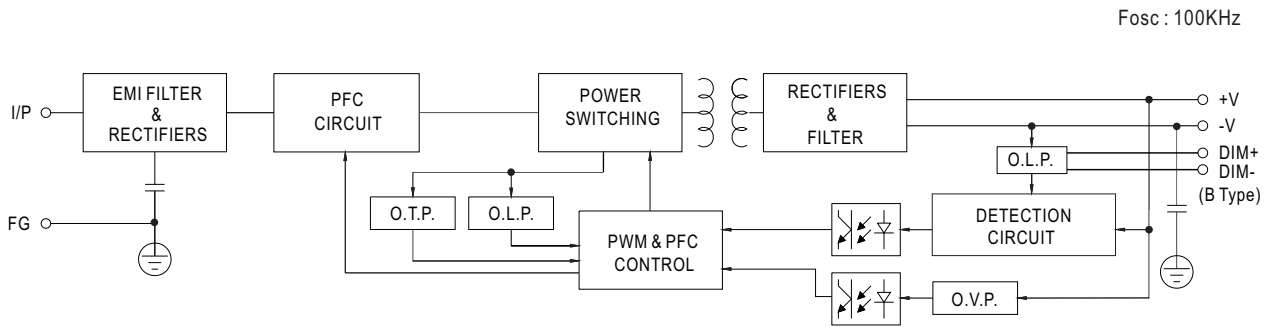 Fosc : 100KHz
I/P
EMI FILTER
&
RECTIFIERS
PFC
CIRCUIT
POWER
SWITCHING
RECTIFIERS
&
FILTER
+V
-V
DIM+
DIM-
(B Type)
O.L.P.
FG
O.T.P.
O.L.P.
PWM & PFC
CONTROL
DETECTION
CIRCUIT
O.V.P.